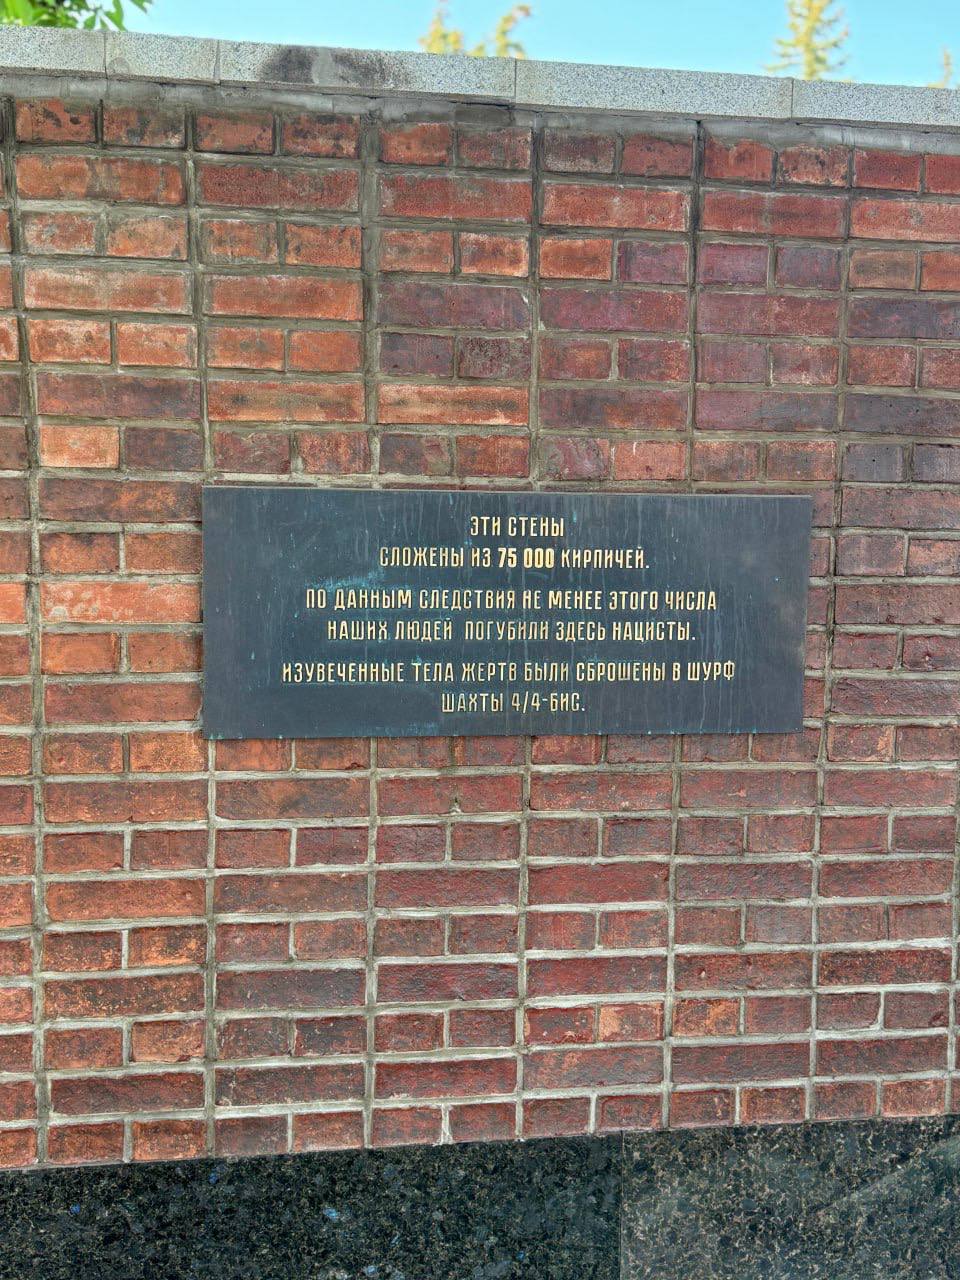 ЭТИ СТЕНЫ
СЛОЖЕНЫ ИЗ 75 000 КИРПИЧЕЙ.
ПО ДАННЫМ СЛЕДСТВИЯ НЕ МЕНЕЕ ЭТОГО ЧИСЛА
НАШИХ ЛЮДЕЙ ПОГУБИЛИ ЗДЕСЬ НАЦИСТЫ.
ИЗУВЕЧЕННЫЕ ТЕЛА ЖЕРТВ БЫЛИ СБРОШЕНЫ В ШУРФ
ШАХТЫ 4/4-БИС.